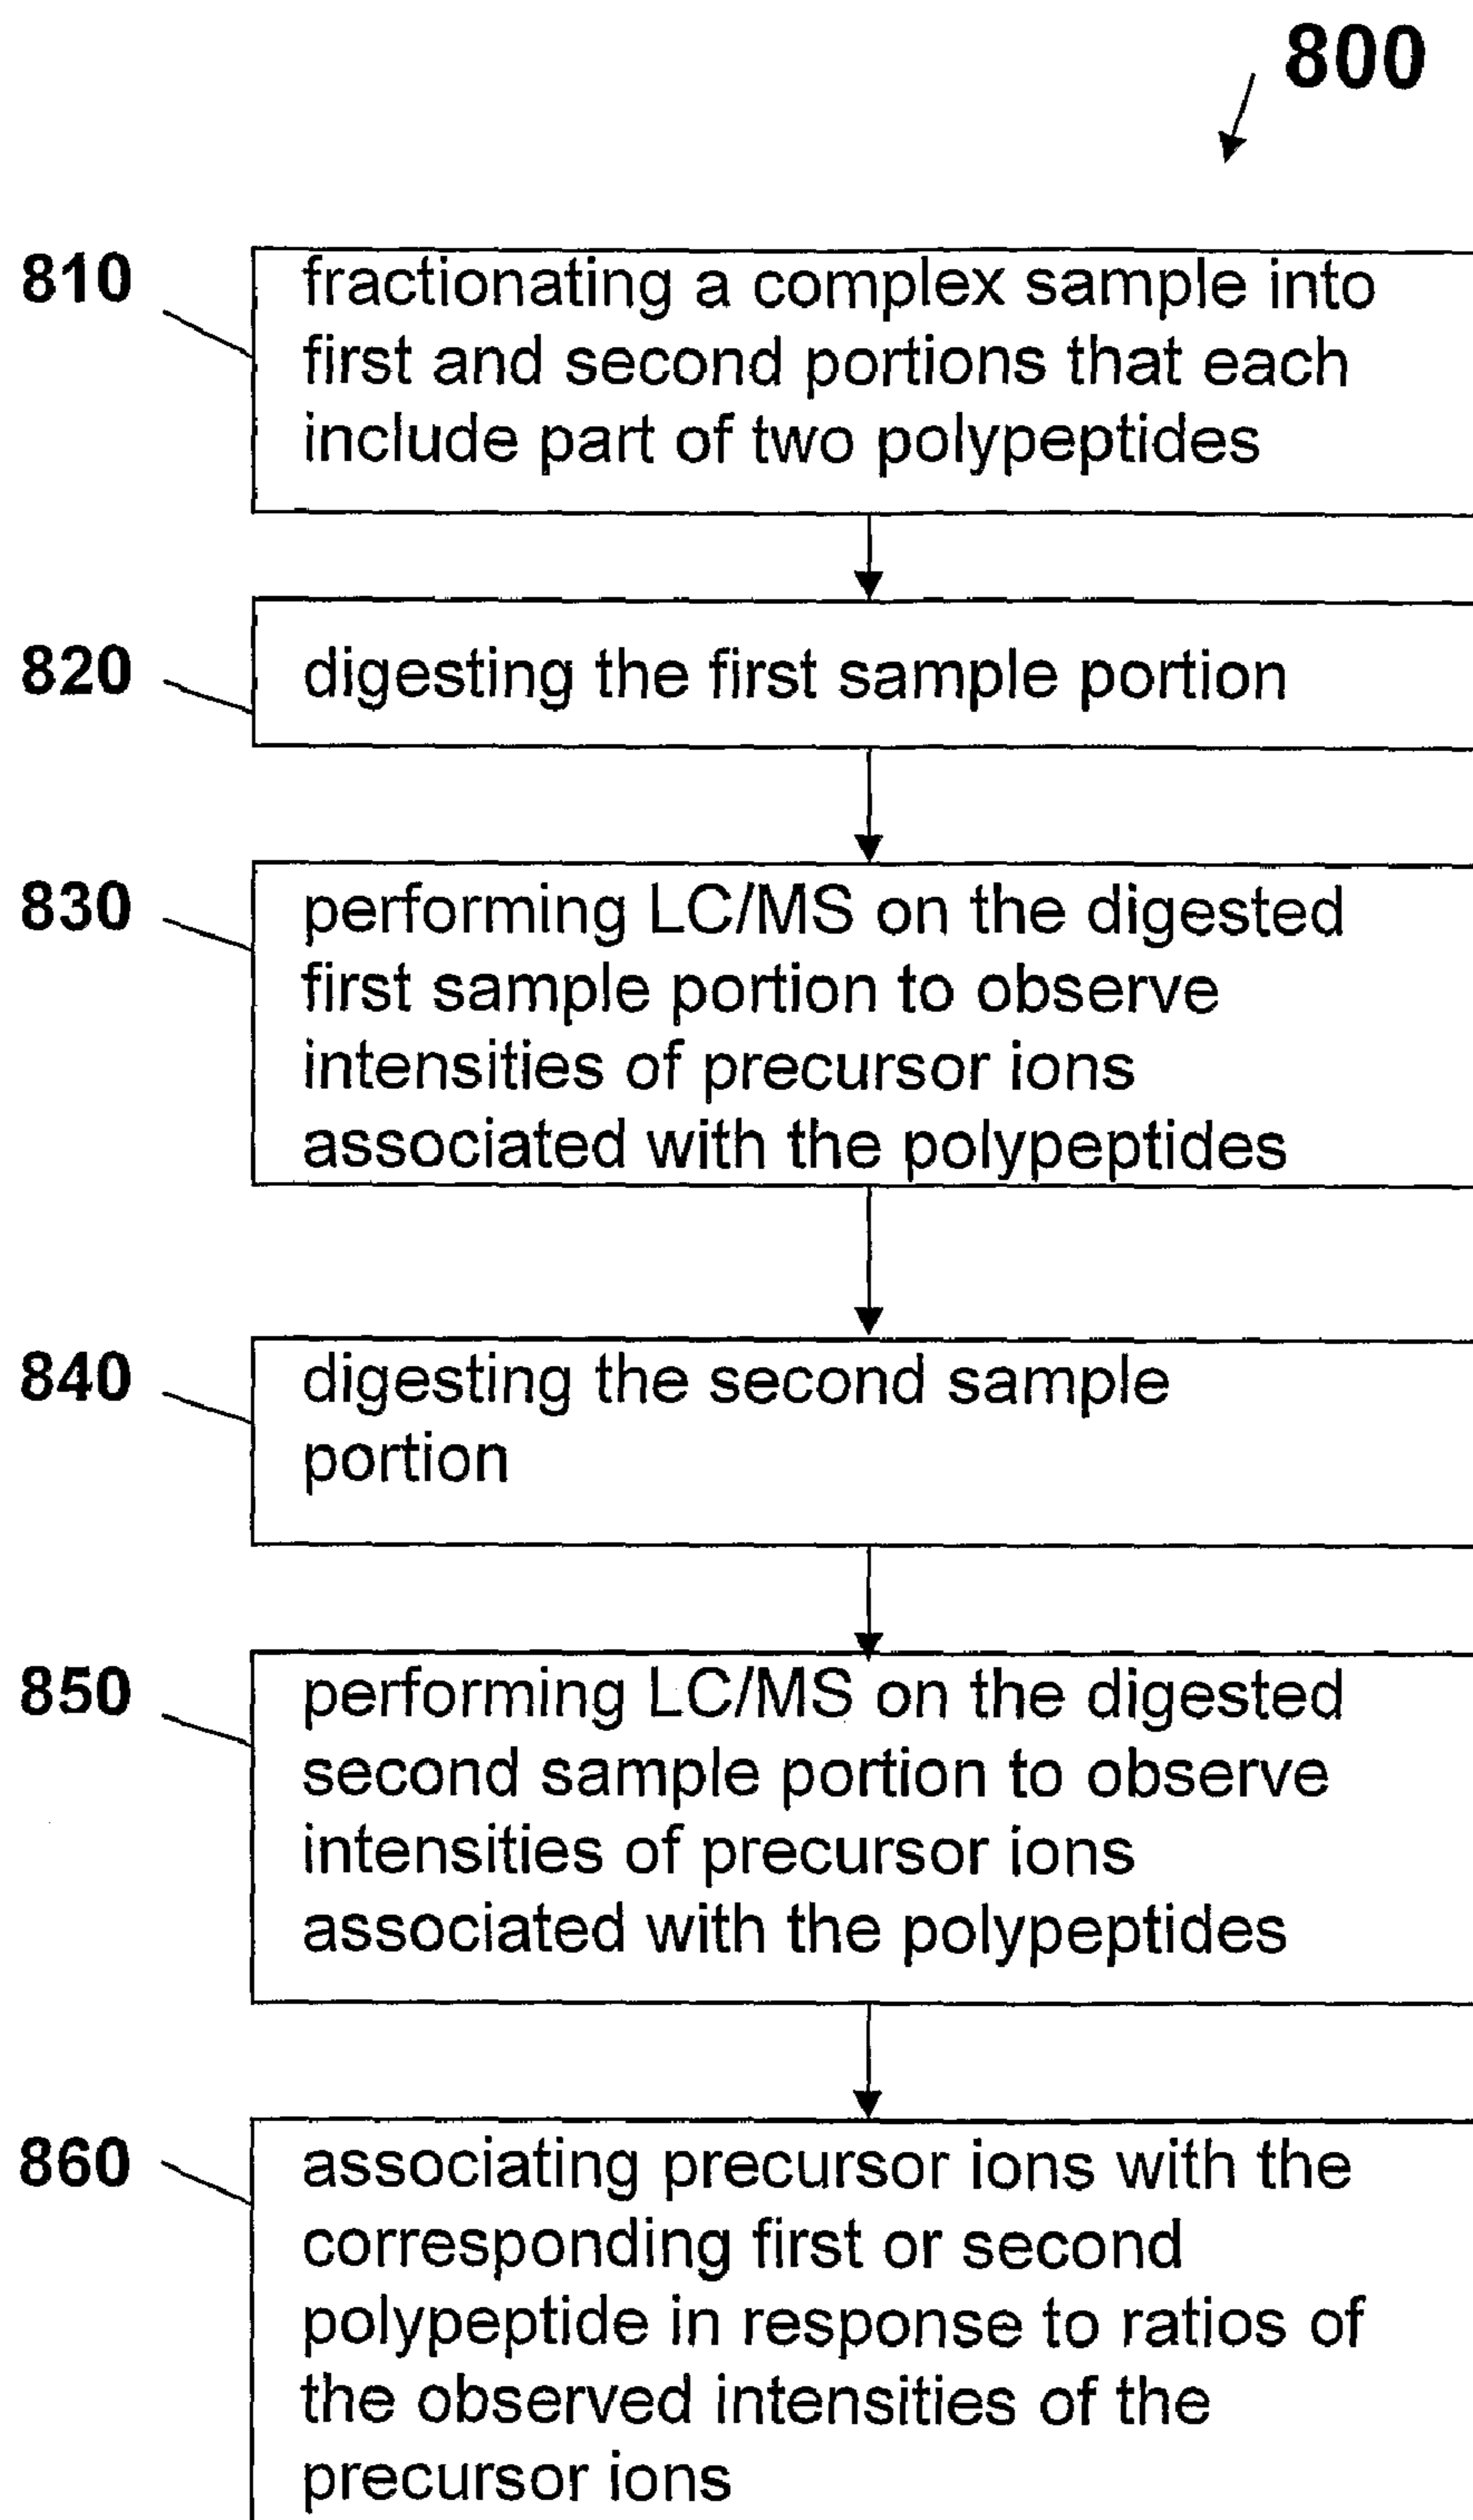 800
810
fractionating a complex sample into
first and second portions that each
include part of two polypeptides
820
digesting the first sample portion
830
performing LC/MS on the digested
first sample portion to observe
intensities of precursor ions
associated with the polypeptides
840
digesting the second sample
portion
850
performing LC/MS on the digested
second sample portion to observe
intensities of precursor ions
associated with the polypeptides
860
associating precursor ions with the
corresponding first or second
polypeptide in response to ratios of
the observed intensities of the
precursor ions